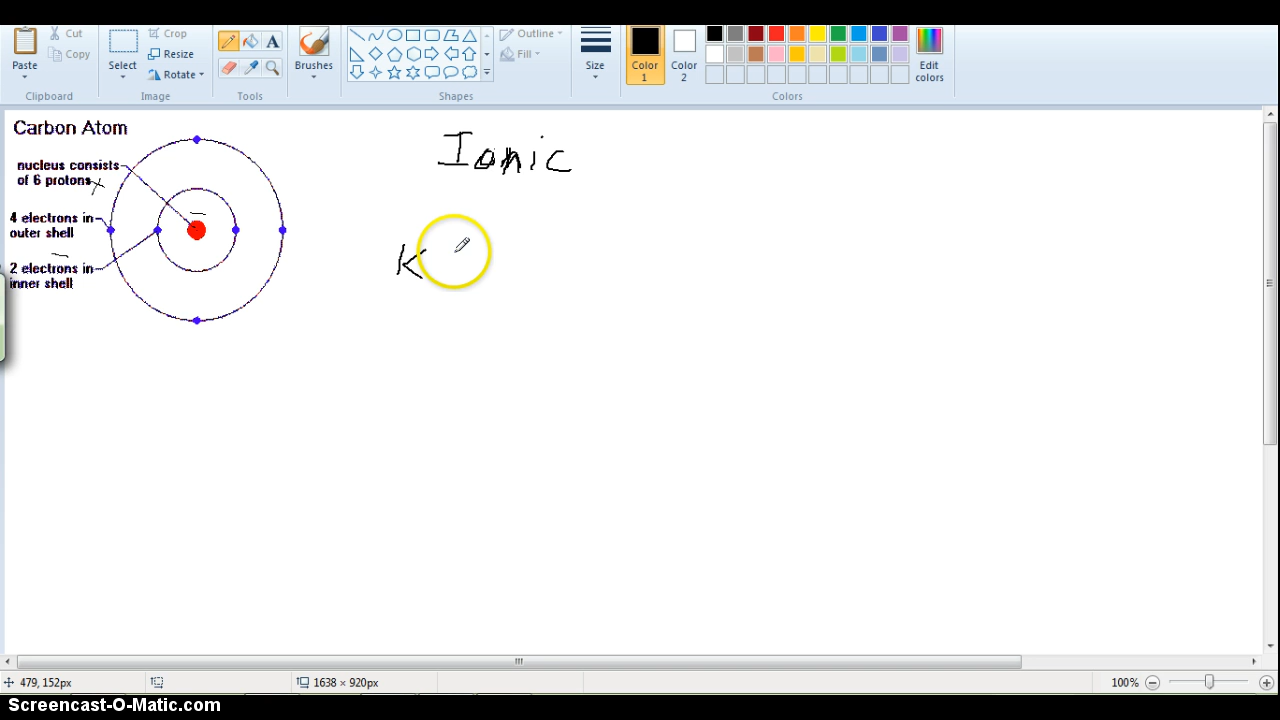 Paste
Cut
Copy
Clipboard
Select
Crop
Resize
Rotate
Image
A
Tools
Brushes
Outline
Fill
Shapes
Size
Color
1
Color
2
Edit
colors
Colors
Carbon Atom
nucleus consists
of 6 protons
4 electrons in
outer shell
2 electrons in
inner shell
Ionic
K
479, 152px
1638 × 920px
100%
Screencast-O-Matic.com